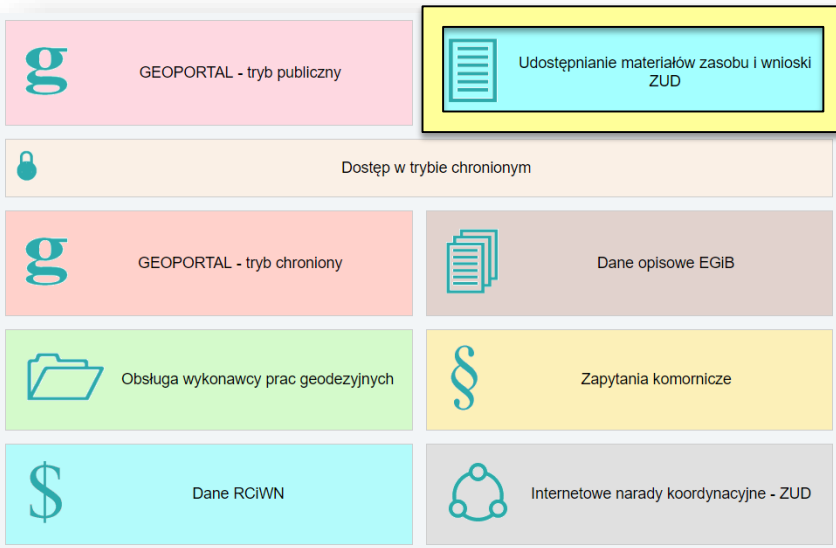 GEOPORTAL - tryb publiczny
Udostępnianie materiałów zasobu i wnioski
ZUD
Dostęp w trybie chronionym
GEOPORTAL - tryb chroniony
Dane opisowe EGiB
Obsługa wykonawcy prac geodezyjnych
Zapytania komornicze
Dane RCiWN
Internetowe narady koordynacyjne - ZUD